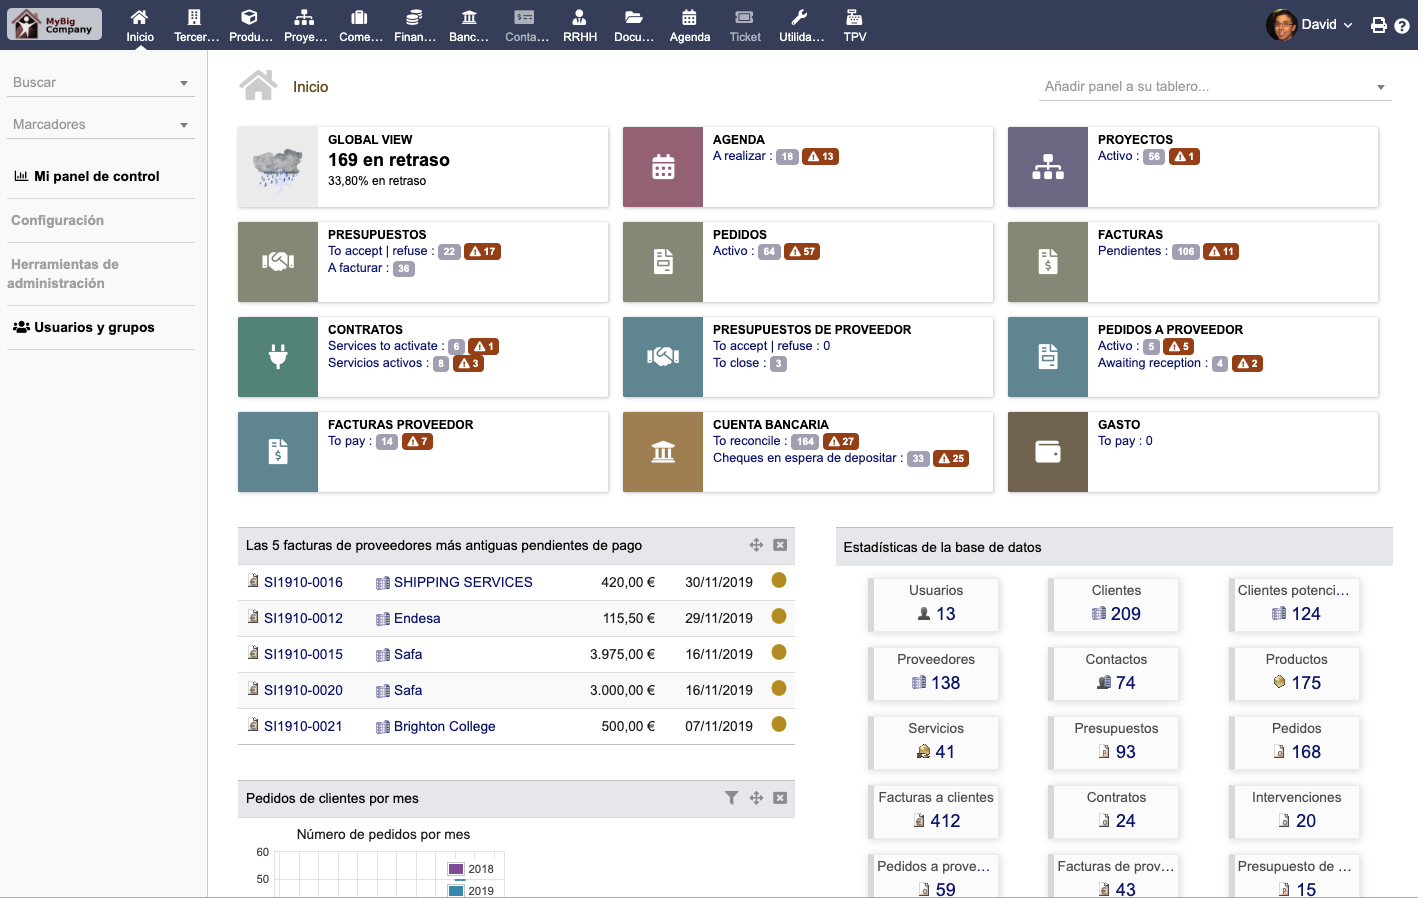 MyBig
Company
Inicio
Tercer...
Produ...
Proye...
Come...
Finan...
Banc...
Conta...
RRHH
Docu...
Agenda
Ticket
Utilida...
TPV
David
Buscar
Marcadores
Mi panel de control
Configuración
Herramientas de
administración
Usuarios y grupos
Inicio
Añadir panel a su tablero...
GLOBAL VIEW
169 en retraso
33,80% en retraso
AGENDA
A realizar : 18 13
PROYECTOS
Activo : 56 1
PRESUPUESTOS
To accept | refuse : 22 17
A facturar : 36
PEDIDOS
Activo : 64 57
FACTURAS
Pendientes : 106 11
CONTRATOS
Services to activate : 6 1
Servicios activos : 8 3
PRESUPUESTOS DE PROVEEDOR
To accept | refuse : 0
To close : 3
PEDIDOS A PROVEEDOR
Activo : 5 5
Awaiting reception : 4 2
FACTURAS PROVEEDOR
To pay : 14 7
CUENTA BANCARIA
To reconcile : 164 27
Cheques en espera de depositar : 33 25
GASTO
To pay : 0
Las 5 facturas de proveedores más antiguas pendientes de pago
SI1910-0016 SHIPPING SERVICES 420,00 € 30/11/2019
SI1910-0012 Endesa 115,50 € 29/11/2019
SI1910-0015 Safa 3.975,00 € 16/11/2019
SI1910-0020 Safa 3.000,00 € 16/11/2019
SI1910-0021 Brighton College 500,00 € 07/11/2019
Pedidos de clientes por mes
Número de pedidos por mes
60
50
2018
2019
Estadísticas de la base de datos
Usuarios
13
Clientes
209
Clientes potenci...
124
Proveedores
138
Contactos
74
Productos
175
Servicios
41
Presupuestos
93
Pedidos
168
Facturas a clientes
412
Contratos
24
Intervenciones
20
Pedidos a prove...
59
Facturas de prov...
43
Presupuesto de ...
15